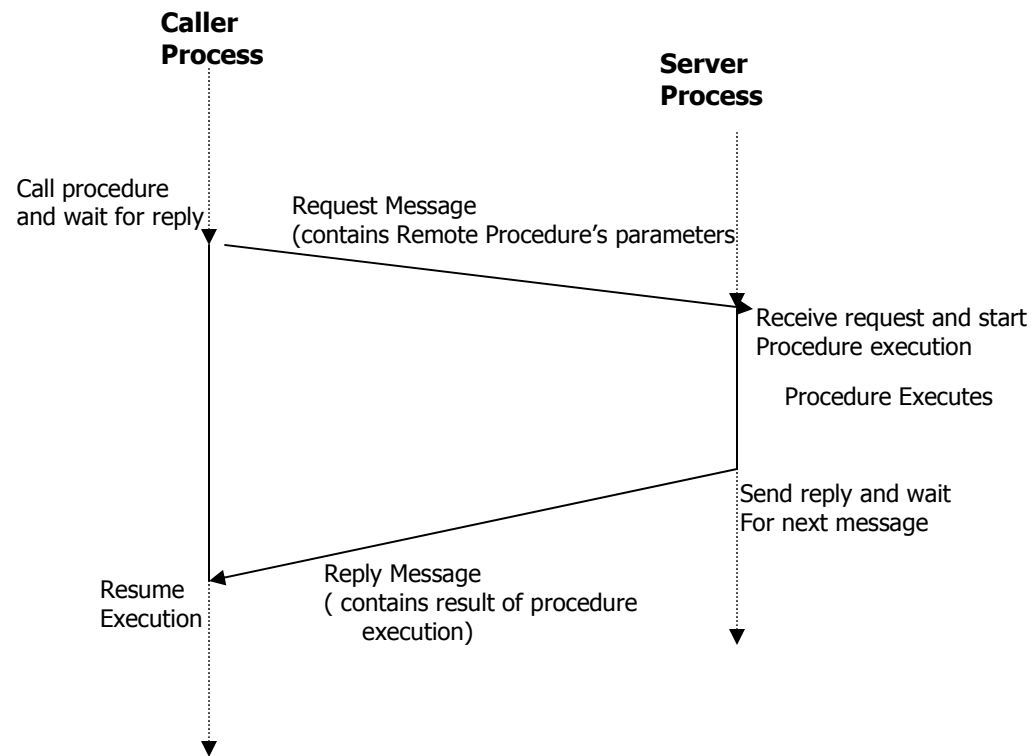 Caller
Process
Server
Process
Call procedure
and wait for reply
Request Message
(contains Remote Procedure's parameters
Receive request and start
Procedure execution
Procedure Executes
Send reply and wait
For next message
Reply Message
( contains result of procedure
execution)
Resume
Execution